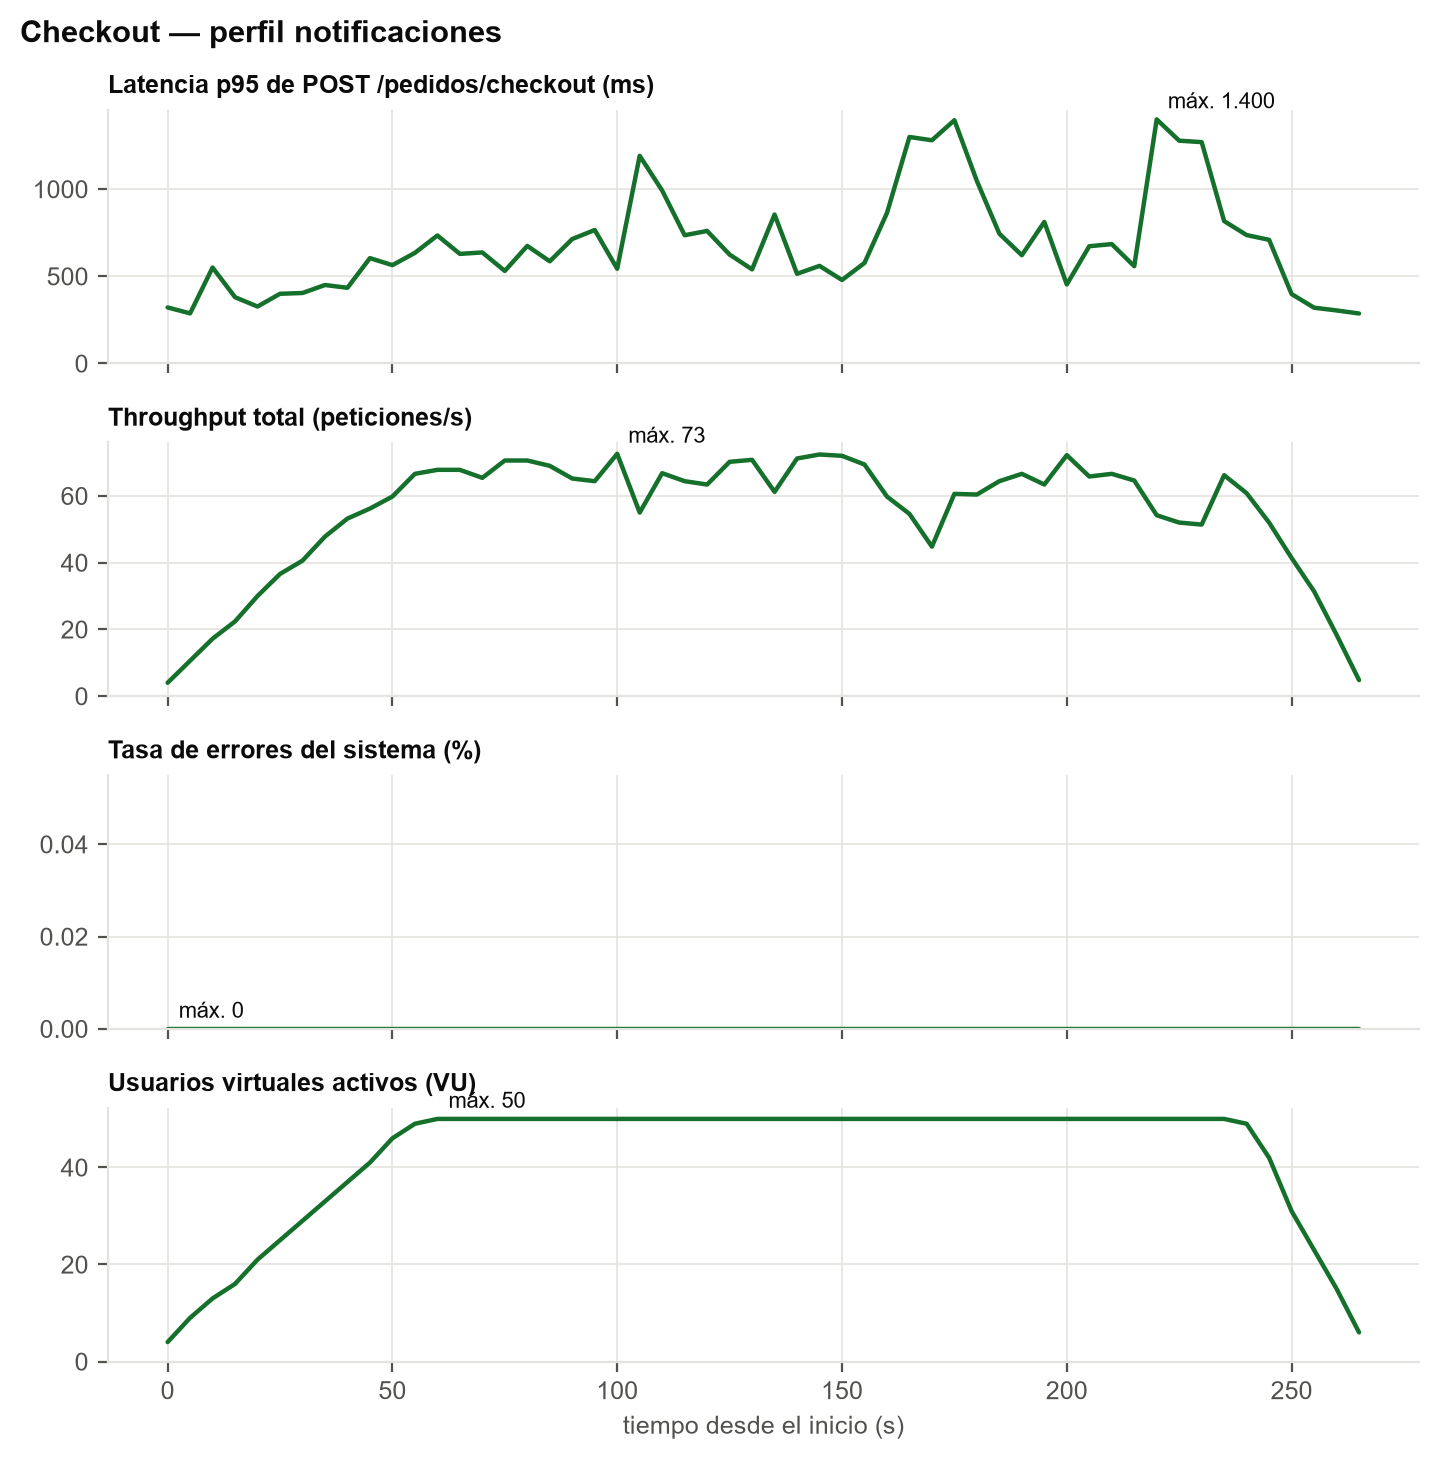 Checkout — perfil notificaciones
Latencia p95 de POST /pedidos/checkout (ms)
máx. 1.400
1000
500
0
Throughput total (peticiones/s)
máx. 73
60
40
20
0
Tasa de errores del sistema (%)
0.04
0.02
máx. 0
0.00
Usuarios virtuales activos (VU)
máx. 50
40
20
0
0 50 100 150 200 250
tiempo desde el inicio (s)